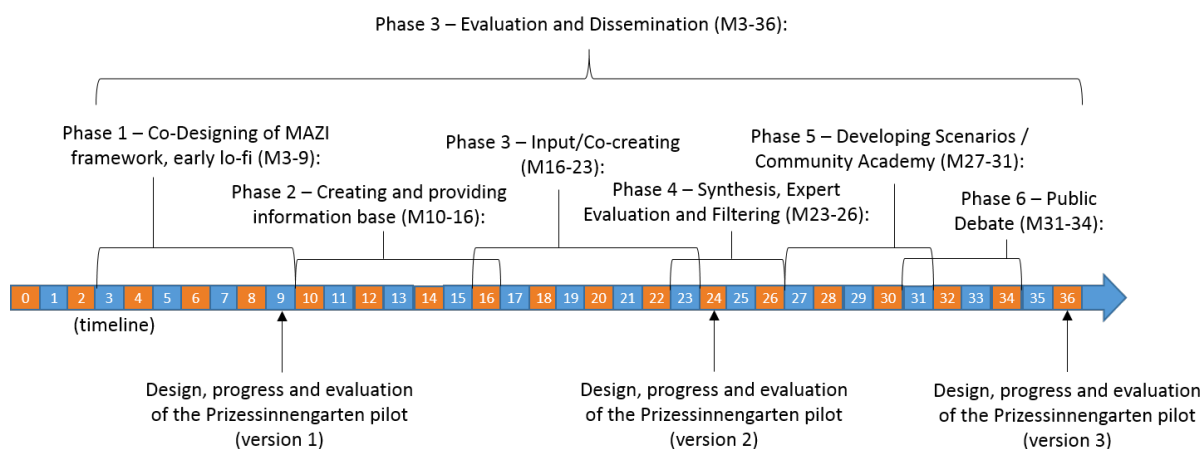 Phase 3 – Evaluation and Dissemination (M3-36):
Phase 1 – Co-Designing of MAZI
framework, early lo-fi (M3-9):
Phase 2 – Creating and providing
information base (M10-16):
Phase 3 – Input/Co-creating
(M16-23):
Phase 4 – Synthesis, Expert
Evaluation and Filtering (M23-26):
Phase 5 – Developing Scenarios /
Community Academy (M27-31):
Phase 6 – Public
Debate (M31-34):
0 1 2 3 4 5 6 7 8 9 10 11 12 13 14 15 16 17 18 19 20 21 22 23 24 25 26 27 28 29 30 31 32 33 34 35 36
(timeline)
Design, progress and evaluation
of the Prizessinnengarten pilot
(version 1)
Design, progress and evaluation
of the Prizessinnengarten pilot
(version 2)
Design, progress and evaluation
of the Prizessinnengarten pilot
(version 3)